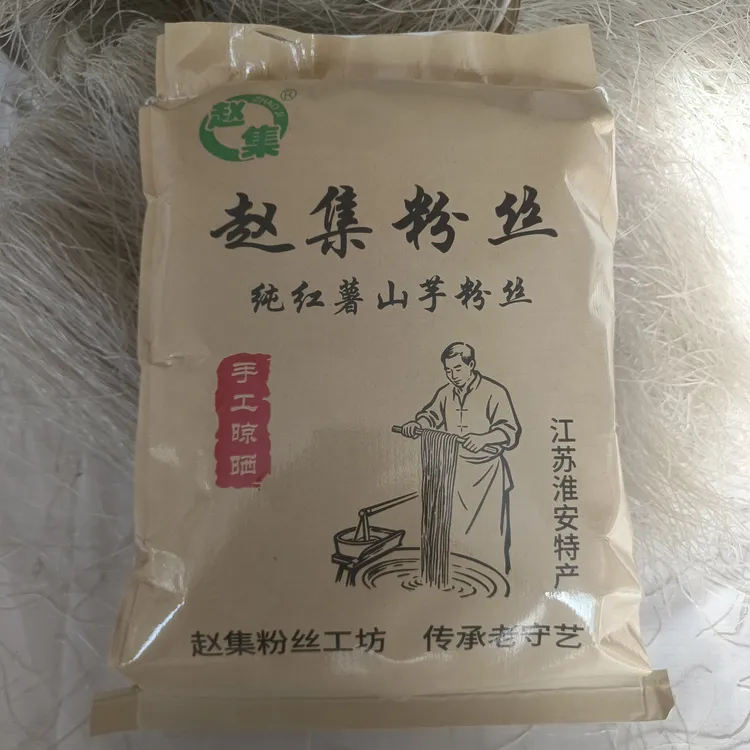 赵集
®
赵集粉丝
纯红薯山芋粉丝
手工晾晒
江苏淮安特产
赵集粉丝工坊 传承老守艺